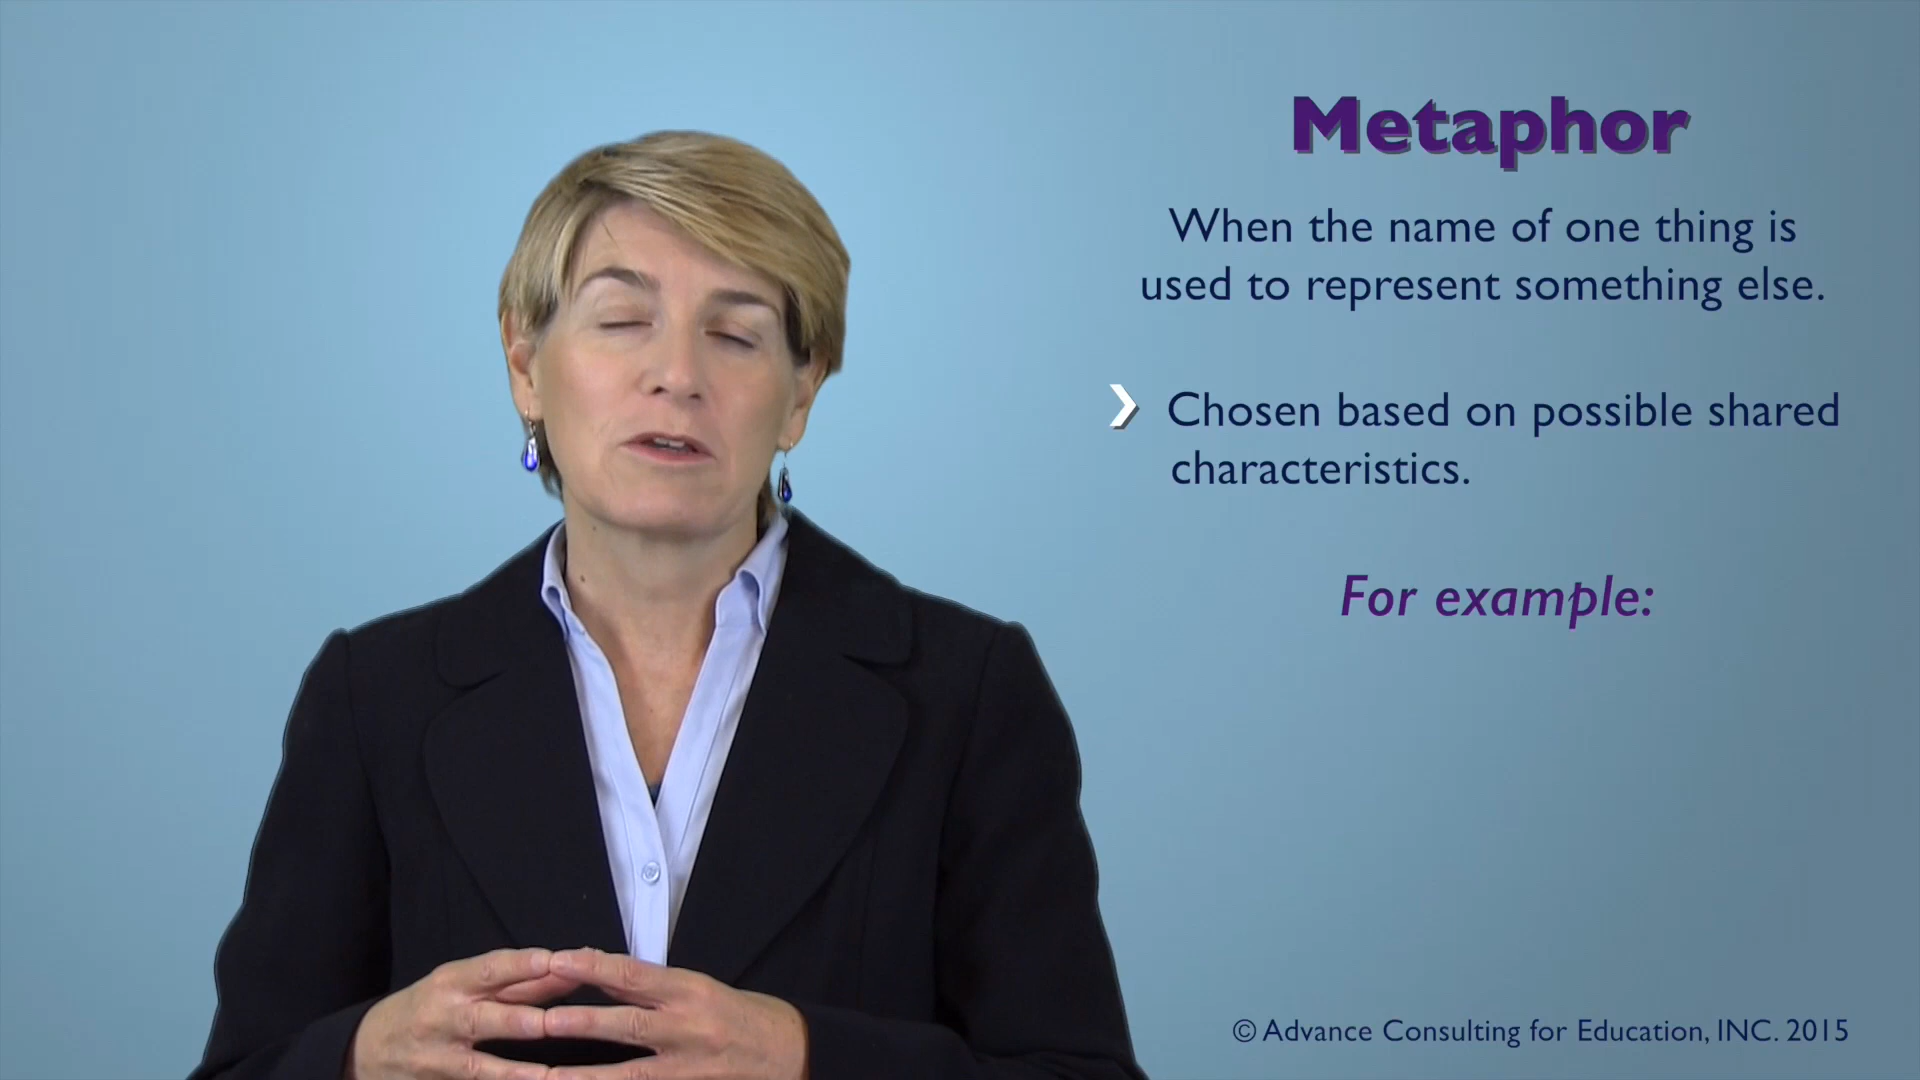 Metaphor
When the name of one thing is
used to represent something else.
Chosen based on possible shared
characteristics.
For example:
© Advance Consulting for Education, INC. 2015